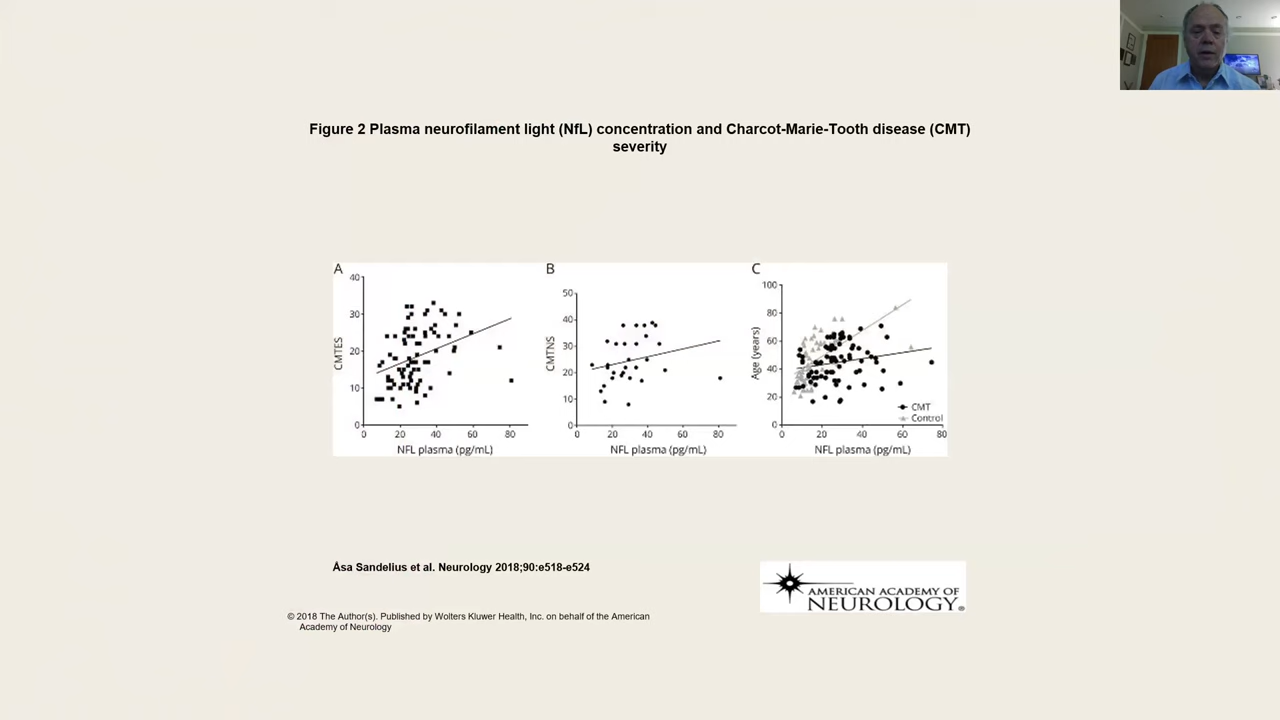 Figure 2 Plasma neurofilament light (NfL) concentration and Charcot-Marie-Tooth disease (CMT)
severity
A
40
30
20
10
0
CMTES
0 20 40 60 80
NFL plasma (pg/mL)
B
50
40
30
20
10
0
CMTNS
0 20 40 60 80
NFL plasma (pg/mL)
C
100
80
60
40
20
0
Age (years)
CMT
Control
0 20 40 60 80
NFL plasma (pg/mL)
Åsa Sandelius et al. Neurology 2018;90:e518-e524
AMERICAN ACADEMY OF
NEUROLOGY®
© 2018 The Author(s). Published by Wolters Kluwer Health, Inc. on behalf of the American
Academy of Neurology